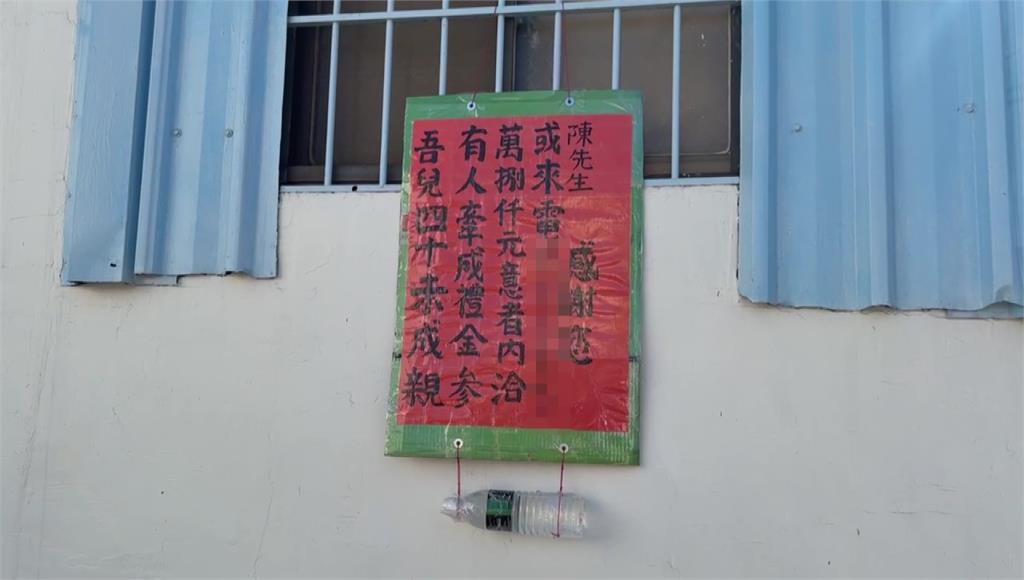 吾兒四十未成親
有人牽成禮金参
萬捌仟元意者內洽
或來電
陳先生
感謝您